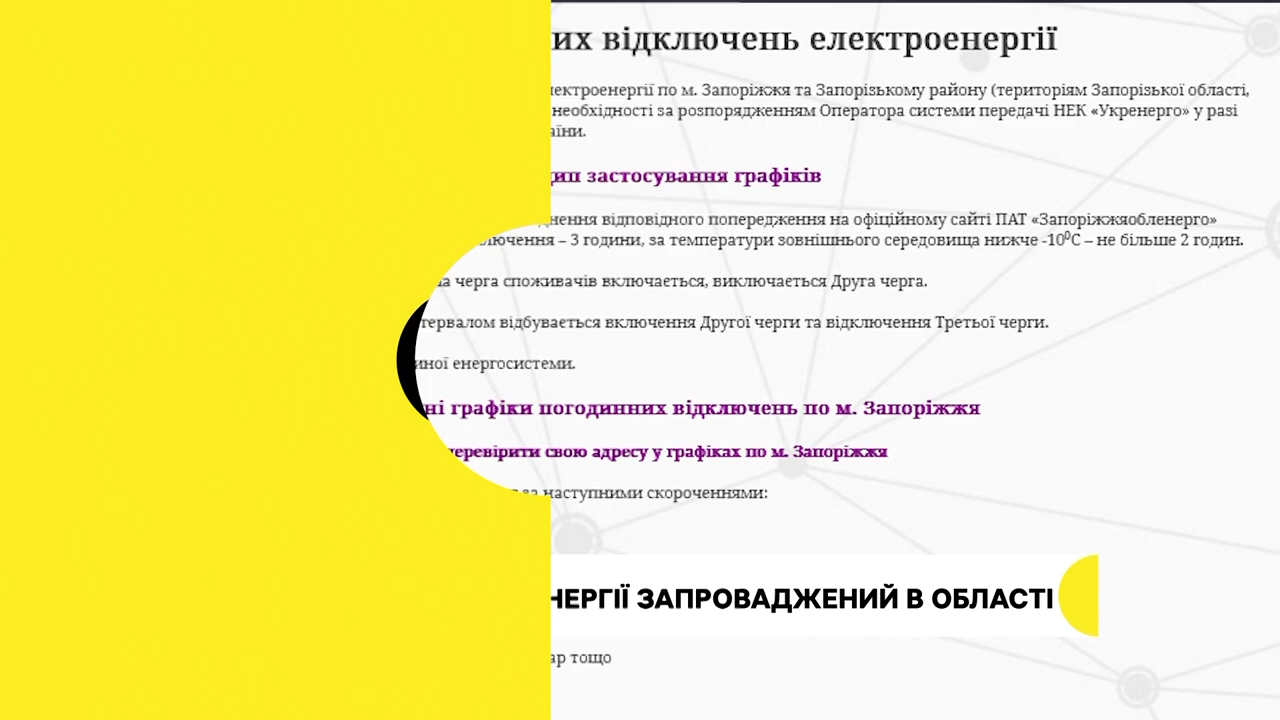 их відключень електроенергії
лектроенергії по м. Запоріжжя та Запорізькому району (територіям Запорізької області,
необхідності за розпорядженням Оператора системи передачі НЕК «Укренерго» у разі
аїни.
цип застосування графіків
днення відповідного попередження на офіційному сайті ПАТ «Запоріжжяобленерго»
лючення – 3 години, за температури зовнішнього середовища нижче -10⁰С – не більше 2 годин.
на черга споживачів включається, виключається Друга черга.
тервалом відбувається включення Другої черги та відключення Третьої черги.
иної енергосистеми.
ні графіки погодинних відключень по м. Запоріжжя
перевірити свою адресу у графіках по м. Запоріжжя
за наступними скороченнями:
НЕРГІЇ ЗАПРОВАДЖЕНИЙ В ОБЛАСТІ
ар тощо